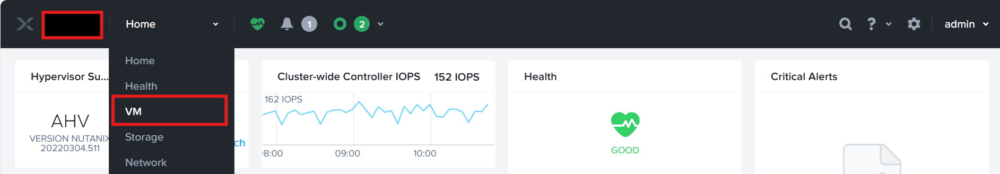 Home
1
2
?
admin
Home
Health
VM
Storage
Network
Hypervisor Su...
AHV
VERSION NUTANIX
20220304.511
ch
Cluster-wide Controller IOPS 152 IOPS
162 IOPS
08:00 09:00 10:00
Health
GOOD
Critical Alerts